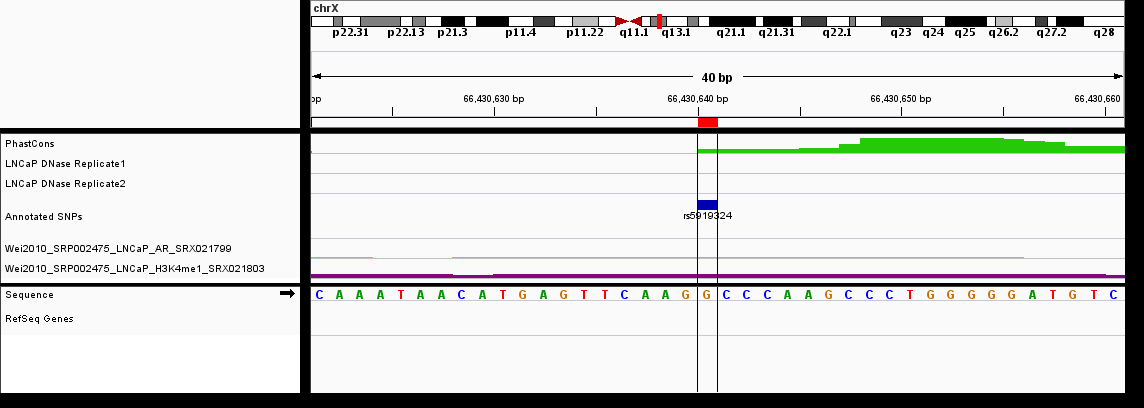 chrX
p22.31 p22.13 p21.3 p11.4 p11.22 q11.1 q13.1 q21.1 q21.31 q22.1 q23 q24 q25 q26.2 q27.2 q28
40 bp
bp 66,430,630 bp 66,430,640 bp 66,430,650 bp 66,430,660
PhastCons
LNCaP DNase Replicate1
LNCaP DNase Replicate2
Annotated SNPs
rs5919324
Wei2010_SRP002475_LNCaP_AR_SRX021799
Wei2010_SRP002475_LNCaP_H3K4me1_SRX021803
Sequence C A A A T A A C A T G A G T T C A A G G C C C A A G C C C T G G G G G A T G T C
RefSeq Genes